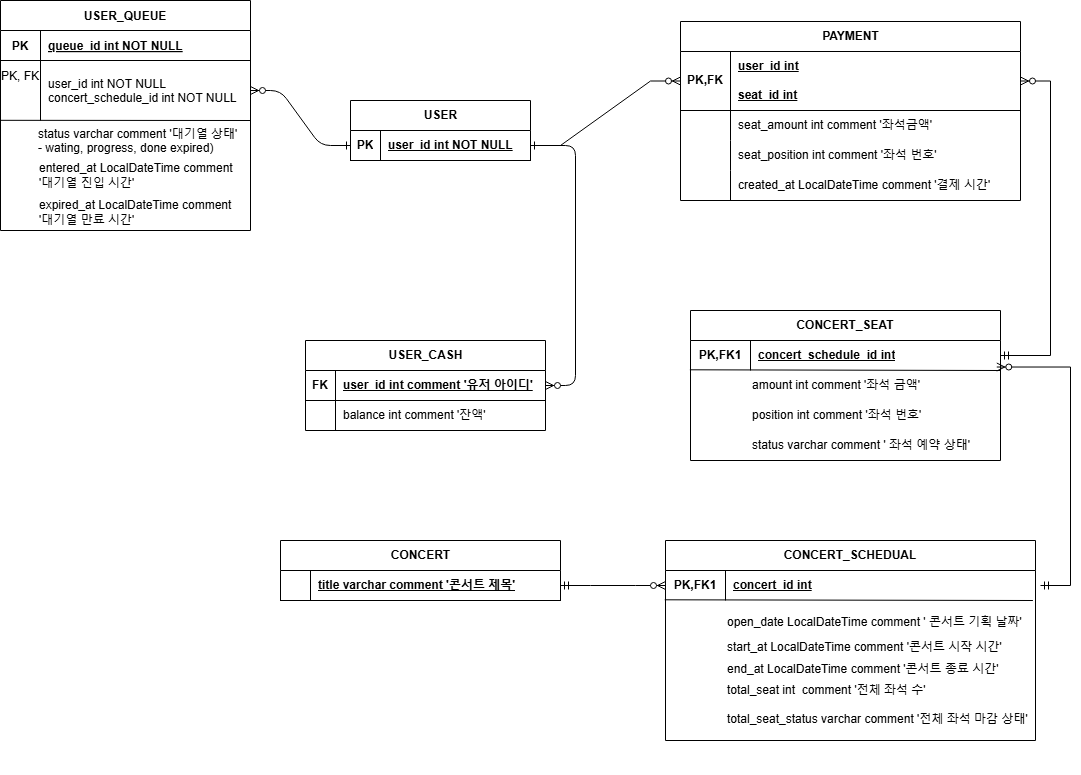 USER_QUEUE
PK queue_id int NOT NULL
PK, FK
user_id int NOT NULL
concert_schedule_id int NOT NULL
status varchar comment '대기열 상태'
- wating, progress, done expired)
entered_at LocalDateTime comment
'대기열 진입 시간'
expired_at LocalDateTime comment
'대기열 만료 시간'
USER
PK user_id int NOT NULL
PAYMENT
PK,FK
user_id int
seat_id int
seat_amount int comment '좌석금액'
seat_position int comment '좌석 번호'
created_at LocalDateTime comment '결제 시간'
USER_CASH
FK user_id int comment '유저 아이디'
balance int comment '잔액'
CONCERT_SEAT
PK,FK1 concert_schedule_id int
amount int comment '좌석 금액'
position int comment '좌석 번호'
status varchar comment ' 좌석 예약 상태'
CONCERT
title varchar comment '콘서트 제목'
CONCERT_SCHEDUAL
PK,FK1 concert_id int
open_date LocalDateTime comment ' 콘서트 기획 날짜'
start_at LocalDateTime comment '콘서트 시작 시간'
end_at LocalDateTime comment '콘서트 종료 시간'
total_seat int  comment '전체 좌석 수'
total_seat_status varchar comment '전체 좌석 마감 상태'